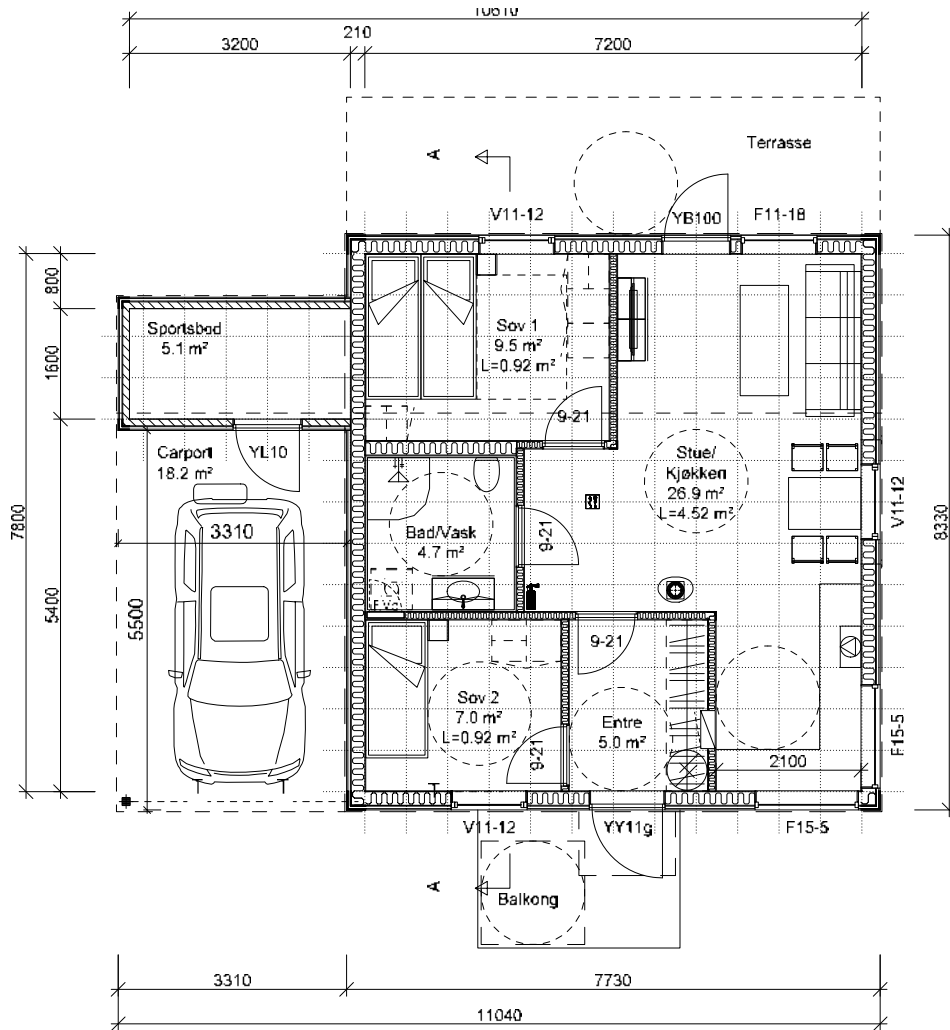 10610
3200
210
7200
Terrasse
A
V11-12
YB100
F11-18
800
1600
7800
5400
Sportsbod
5.1 m²
Sov 1
9.5 m²
L=0.92 m²
9-21
Carport
18.2 m²
YL10
Stue/
Kjøkken
26.9 m²
L=4.52 m²
V11-12
8330
3310
Bad/Vask
4.7 m²
9-21
5500
9-21
Sov 2
7.0 m²
L=0.92 m²
9-21
Entre
5.0 m²
2100
F15-5
V11-12
YY11g
F15-5
A
Balkong
3310
7730
11040